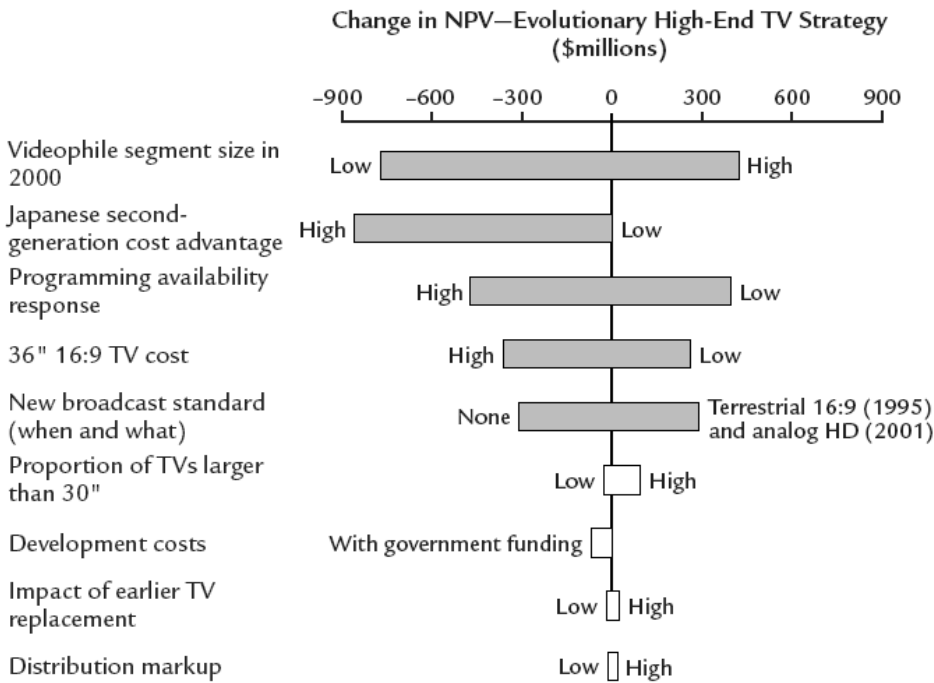 Change in NPV—Evolutionary High-End TV Strategy
($millions)
–900 –600 –300 0 300 600 900
Videophile segment size in
2000
Low High
Japanese second-
generation cost advantage
High Low
Programming availability
response
High Low
36" 16:9 TV cost
High Low
New broadcast standard
(when and what)
None
Terrestrial 16:9 (1995)
and analog HD (2001)
Proportion of TVs larger
than 30"
Low High
Development costs
With government funding
Impact of earlier TV
replacement
Low High
Distribution markup
Low High